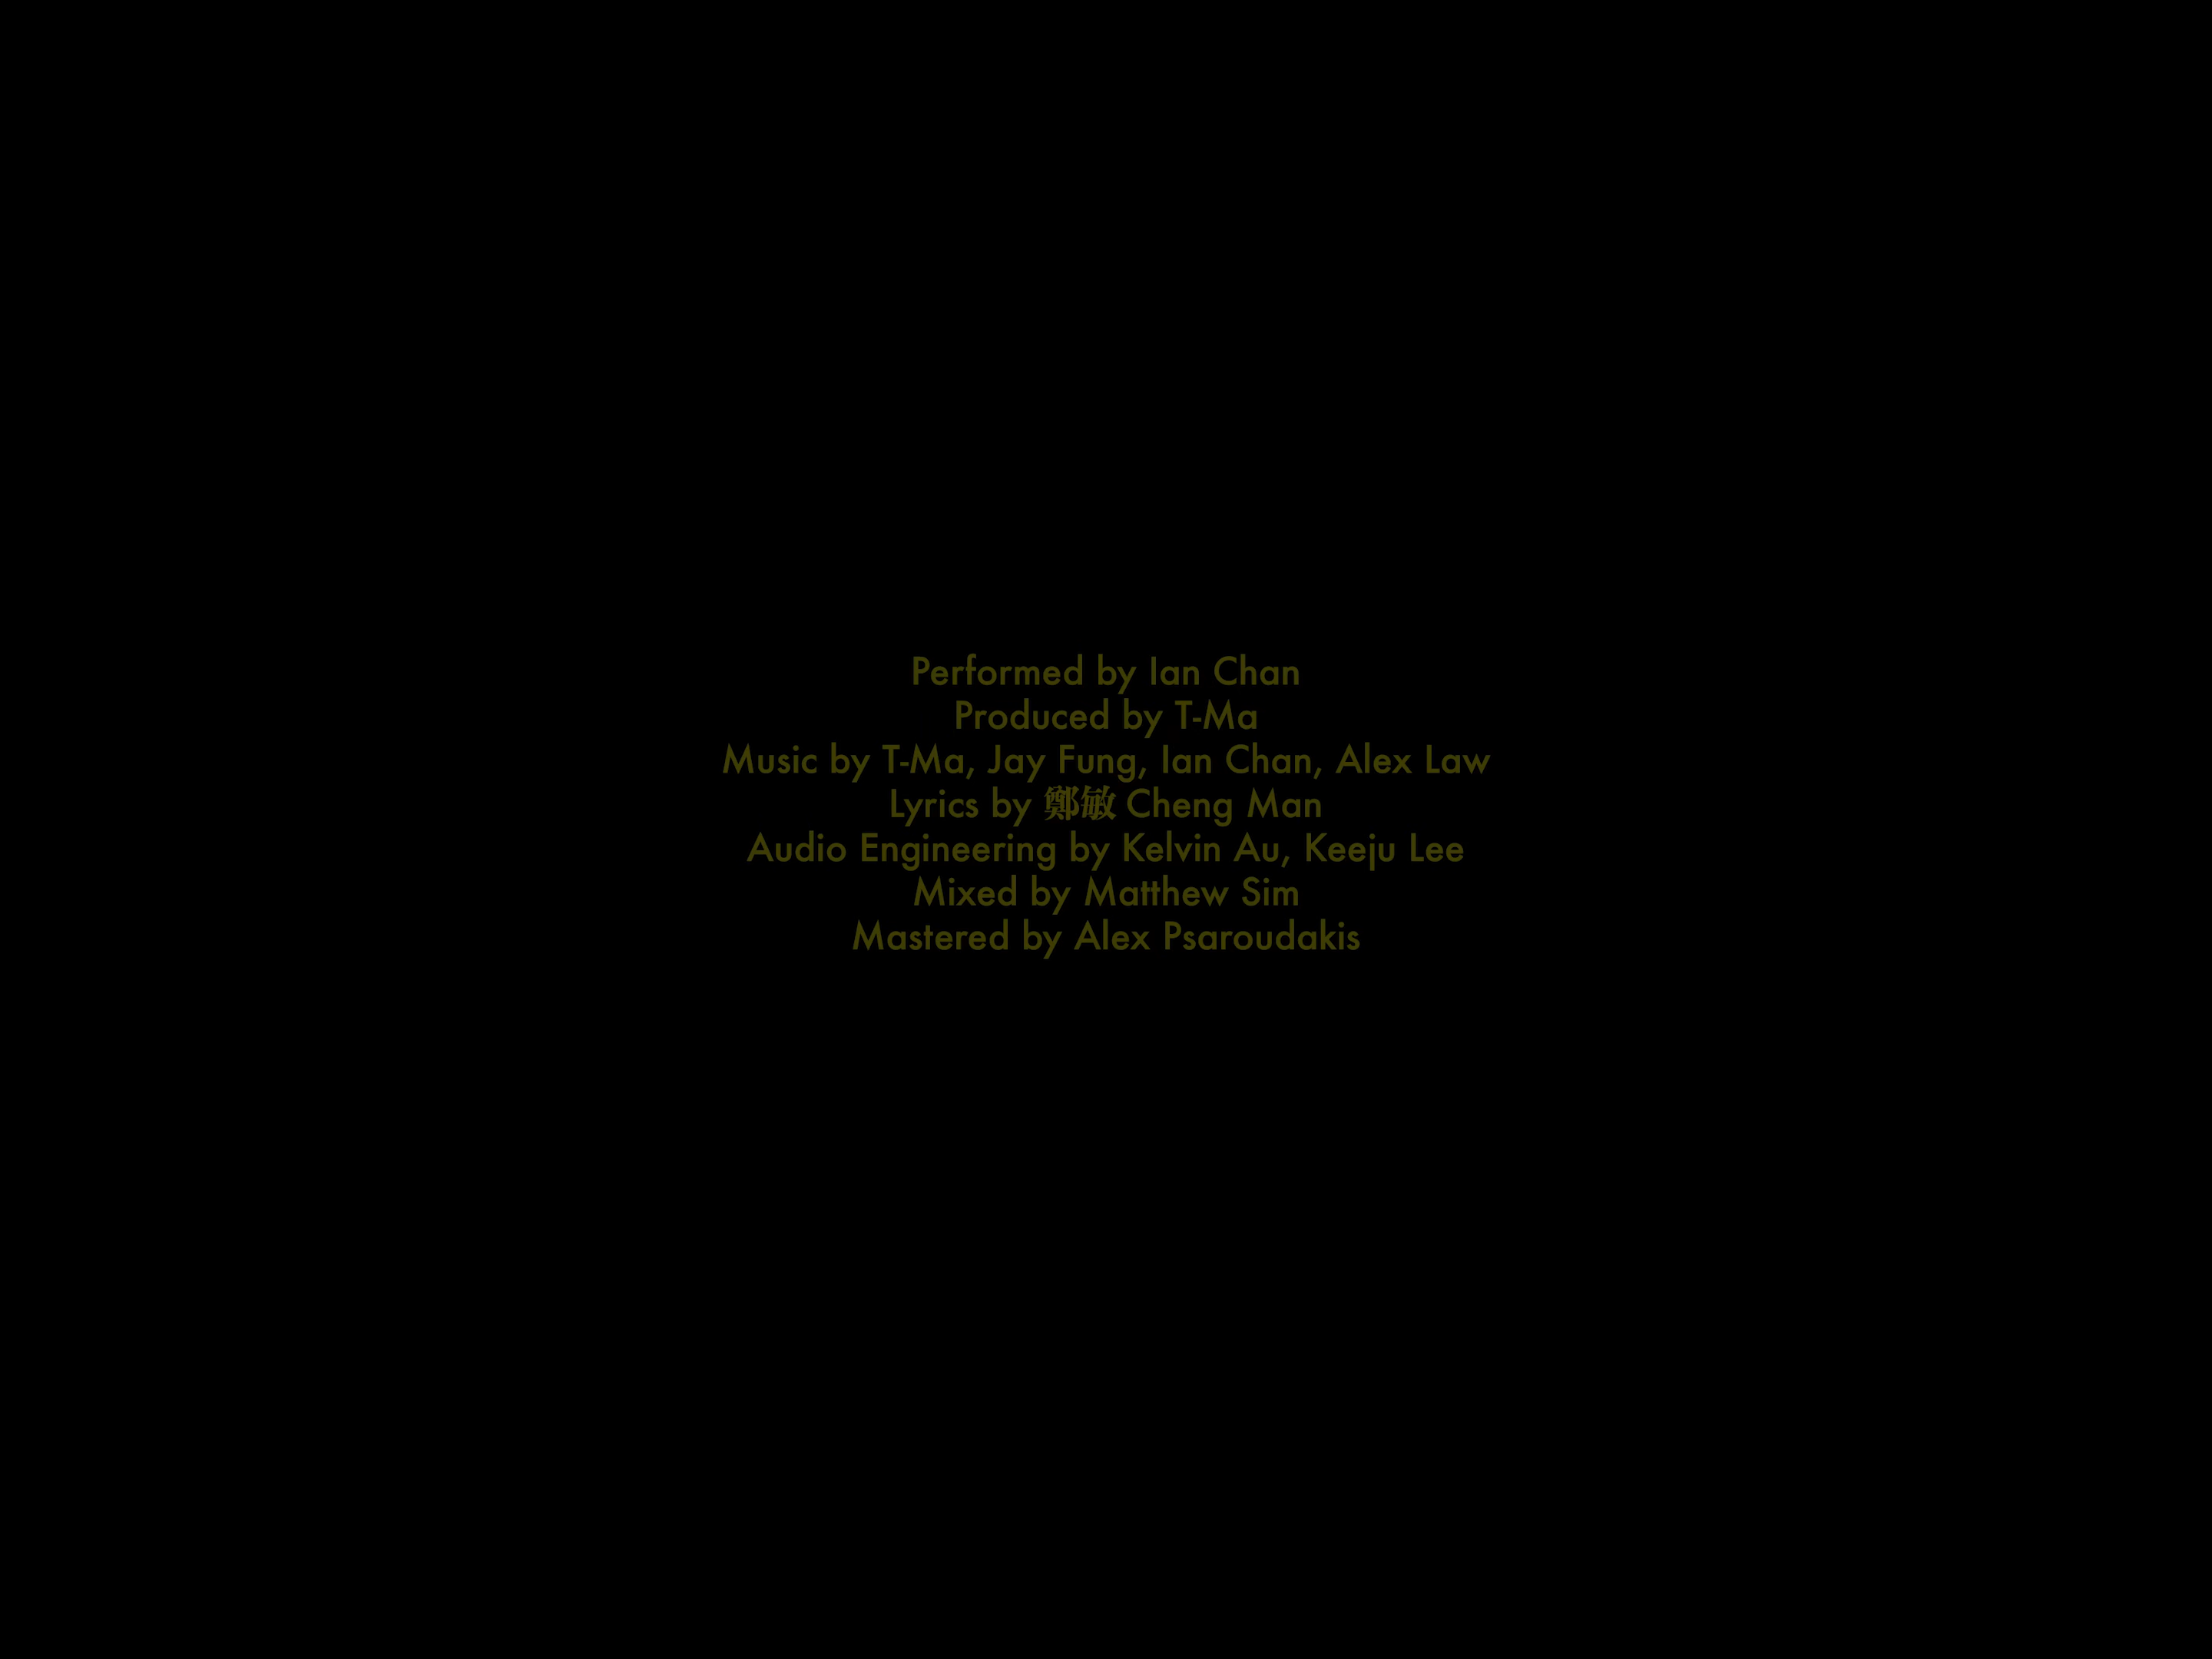 Performed by Ian Chan
Produced by T-Ma
Music by T-Ma, Jay Fung, Ian Chan, Alex Law
Lyrics by 鄭敏 Cheng Man
Audio Engineering by Kelvin Au, Keeju Lee
Mixed by Matthew Sim
Mastered by Alex Psaroudakis